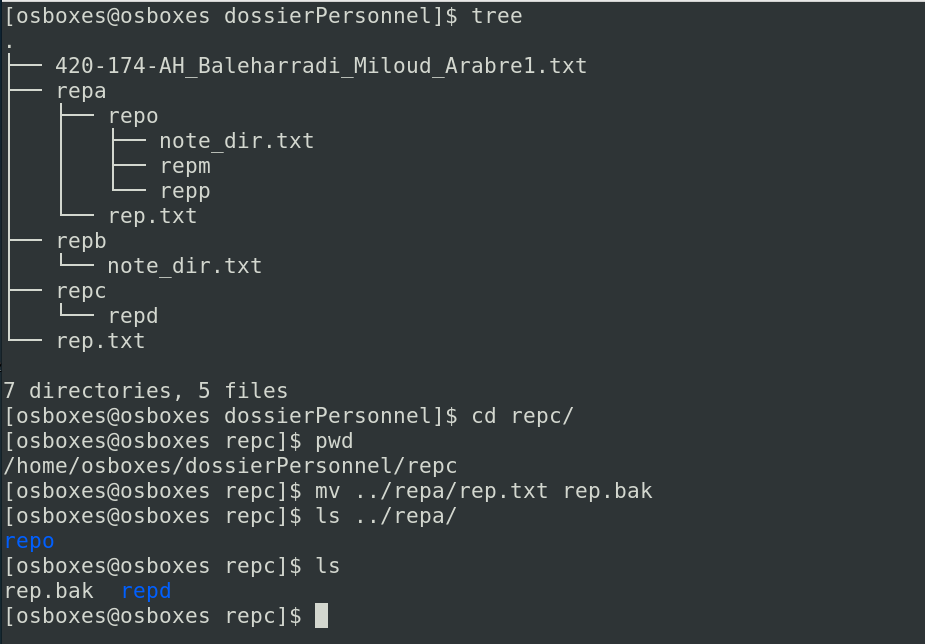 [osboxes@osboxes dossierPersonnel]$ tree
.
├── 420-174-AH_Baleharradi_Miloud_Arabre1.txt
├── repa
│   ├── repo
│   │   ├── note_dir.txt
│   │   ├── repm
│   │   └── repp
│   └── rep.txt
├── repb
│   └── note_dir.txt
├── repc
│   └── repd
└── rep.txt
7 directories, 5 files
[osboxes@osboxes dossierPersonnel]$ cd repc/
[osboxes@osboxes repc]$ pwd
/home/osboxes/dossierPersonnel/repc
[osboxes@osboxes repc]$ mv ../repa/rep.txt rep.bak
[osboxes@osboxes repc]$ ls ../repa/
repo
[osboxes@osboxes repc]$ ls
rep.bak  repd
[osboxes@osboxes repc]$